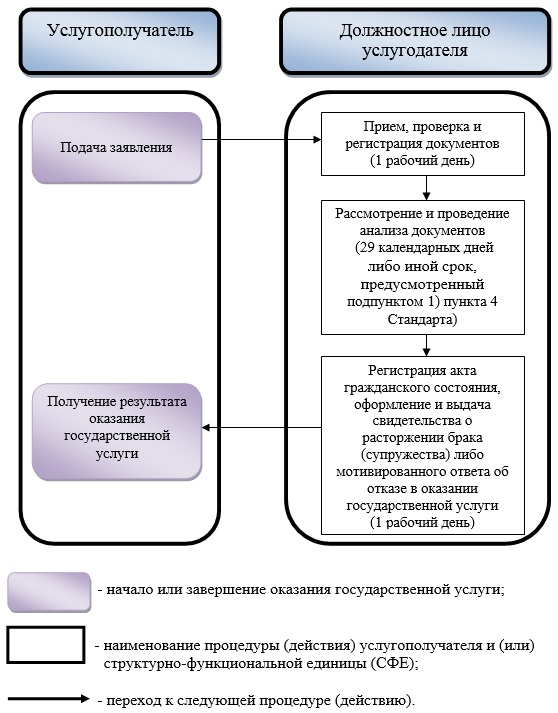 Услугополучатель
Должностное лицо
услугодателя
Подача заявления
Прием, проверка и
регистрация документов
(1 рабочий день)
Рассмотрение и проведение
анализа документов
(29 календарных дней
либо иной срок,
предусмотренный
подпунктом 1) пункта 4
Стандарта)
Получение результата
оказания
государственной
услуги
Регистрация акта
гражданского состояния,
оформление и выдача
свидетельства о
расторжении брака
(супружества) либо
мотивированного ответа об
отказе в оказании
государственной услуги
(1 рабочий день)
- начало или завершение оказания государственной услуги;
- наименование процедуры (действия) услугополучателя и (или)
структурно-функциональной единицы (СФЕ);
- переход к следующей процедуре (действию).